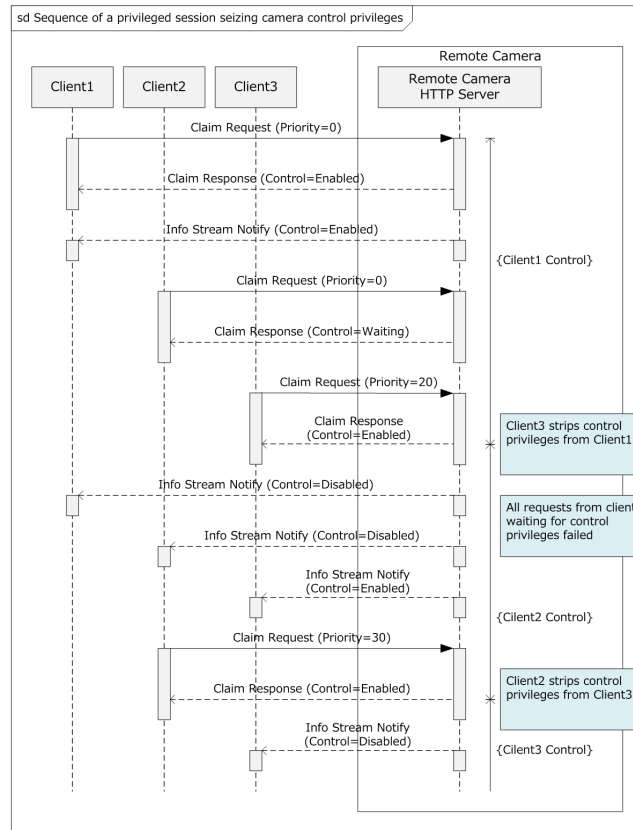 sd Sequence of a privileged session seizing camera control privileges
Remote Camera
Client1
Client2
Client3
Remote Camera
HTTP Server
Claim Request (Priority=0)
Claim Response (Control=Enabled)
Info Stream Notify (Control=Enabled)
{Cilent1 Control}
Claim Request (Priority=0)
Claim Response (Control=Waiting)
Claim Request (Priority=20)
Claim Response
(Control=Enabled)
Client3 strips control
privileges from Client1
Info Stream Notify (Control=Disabled)
All requests from client
waiting for control
privileges failed
Info Stream Notify (Control=Disabled)
Info Stream Notify
(Control=Enabled)
{Cilent2 Control}
Claim Request (Priority=30)
Claim Response (Control=Enabled)
Client2 strips control
privileges from Client3
Info Stream Notify
(Control=Disabled)
{Cilent3 Control}